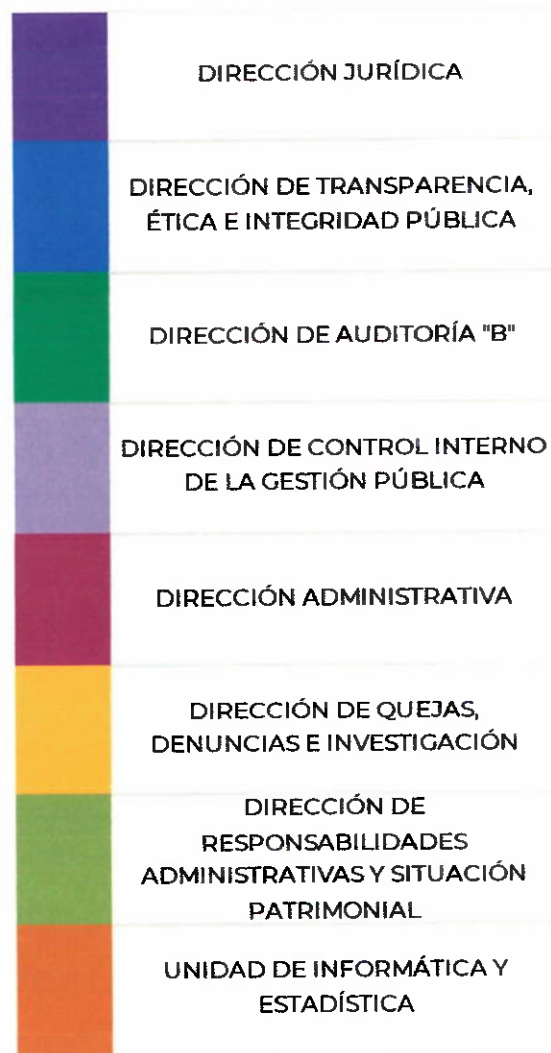 DIRECCIÓN JURÍDICA
DIRECCIÓN DE TRANSPARENCIA,
ÉTICA E INTEGRIDAD PÚBLICA
DIRECCIÓN DE AUDITORÍA "B"
DIRECCIÓN DE CONTROL INTERNO
DE LA GESTIÓN PÚBLICA
DIRECCIÓN ADMINISTRATIVA
DIRECCIÓN DE QUEJAS,
DENUNCIAS E INVESTIGACIÓN
DIRECCIÓN DE
RESPONSABILIDADES
ADMINISTRATIVAS Y SITUACIÓN
PATRIMONIAL
UNIDAD DE INFORMÁTICA Y
ESTADÍSTICA